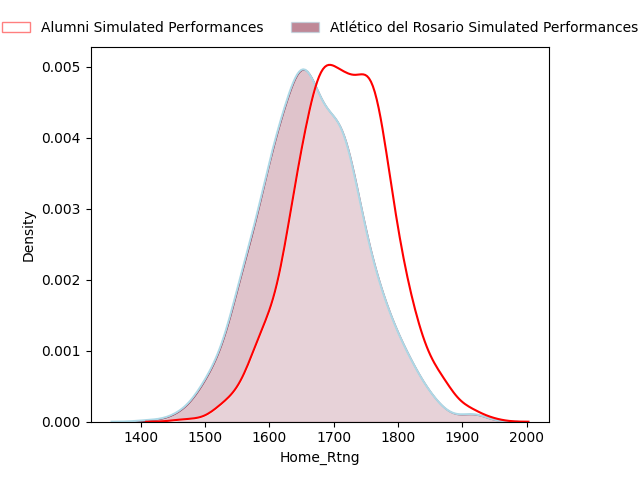 Alumni Simulated Performances
Atlético del Rosario Simulated Performances
0.005
0.004
0.003
0.002
0.001
0.000
Density
1400 1500 1600 1700 1800 1900 2000
Home_Rtng